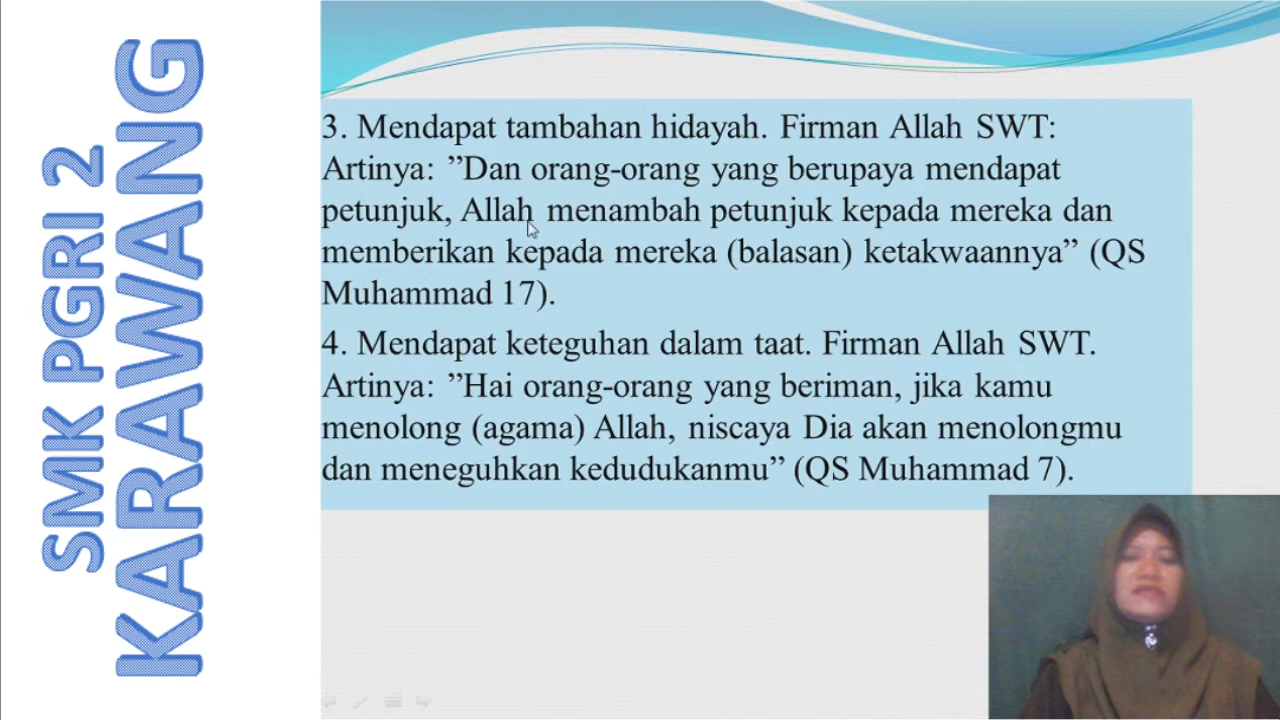 SMK PGRI 2
KARAWANG
3. Mendapat tambahan hidayah. Firman Allah SWT:
Artinya: ”Dan orang-orang yang berupaya mendapat
petunjuk, Allah menambah petunjuk kepada mereka dan
memberikan kepada mereka (balasan) ketakwaannya” (QS
Muhammad 17).
4. Mendapat keteguhan dalam taat. Firman Allah SWT.
Artinya: ”Hai orang-orang yang beriman, jika kamu
menolong (agama) Allah, niscaya Dia akan menolongmu
dan meneguhkan kedudukanmu” (QS Muhammad 7).